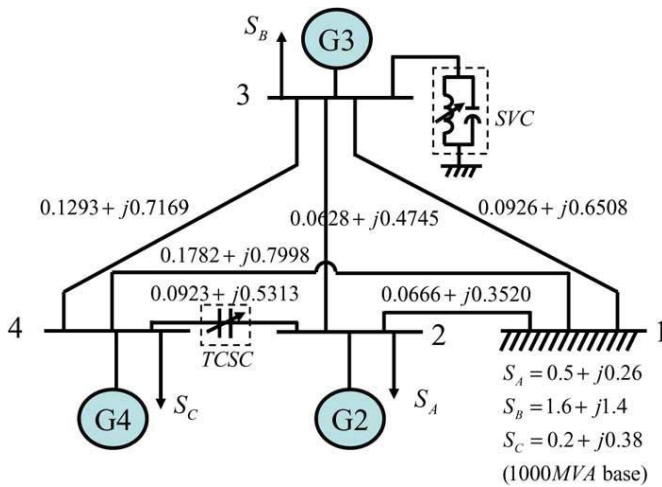 S_B
G3
3
SVC
0.1293 + j0.7169
0.0628 + j0.4745
0.0926 + j0.6508
0.1782 + j0.7998
0.0923 + j0.5313
0.0666 + j0.3520
4
2
1
TCSC
G4
S_C
G2
S_A
S_A = 0.5 + j0.26
S_B = 1.6 + j1.4
S_C = 0.2 + j0.38
(1000MVA base)